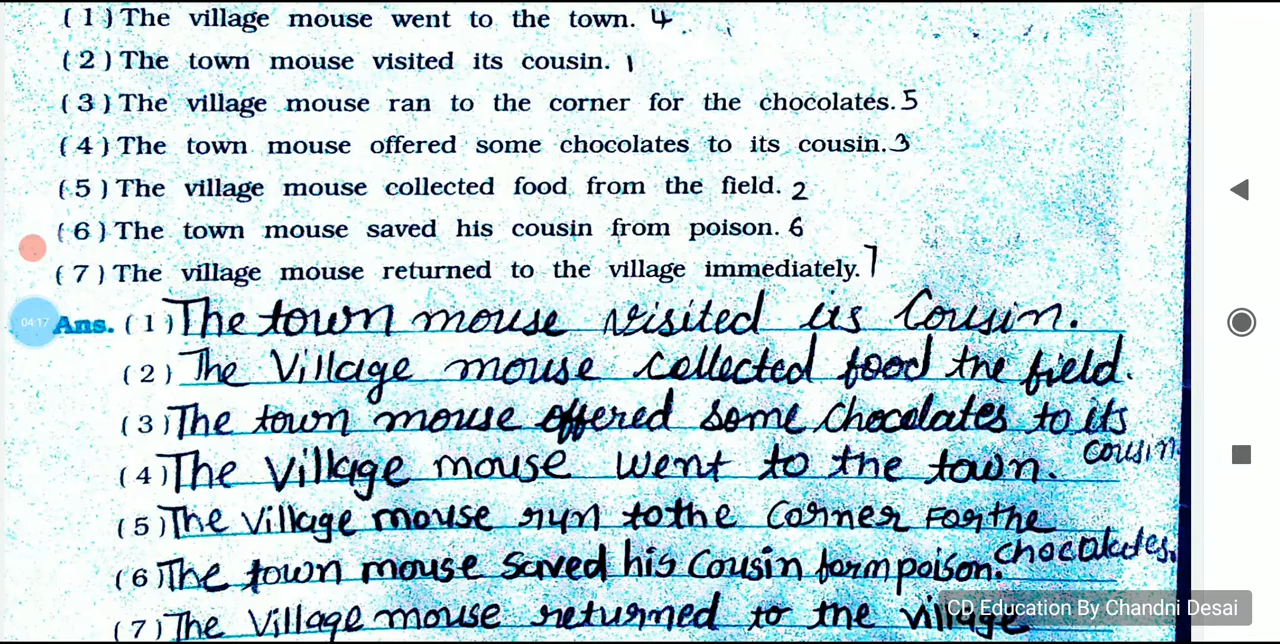 (1) The village mouse went to the town. 4
(2) The town mouse visited its cousin. 1
(3) The village mouse ran to the corner for the chocolates. 5
(4) The town mouse offered some chocolates to its cousin. 3
(5) The village mouse collected food from the field. 2
(6) The town mouse saved his cousin from poison. 6
(7) The village mouse returned to the village immediately. 7
04:17 Ans. (1) The town mouse visited its Cousin.
(2) The Village mouse collected food the field.
(3) The town mouse offered some Chocolates to its
cousin.
(4) The Village mouse went to the town.
(5) The Village mouse run to the Corner For the
chocalates.
(6) The town mouse saved his Cousin form poison.
(7) The Village mouse returned to the village
CD Education By Chandni Desai